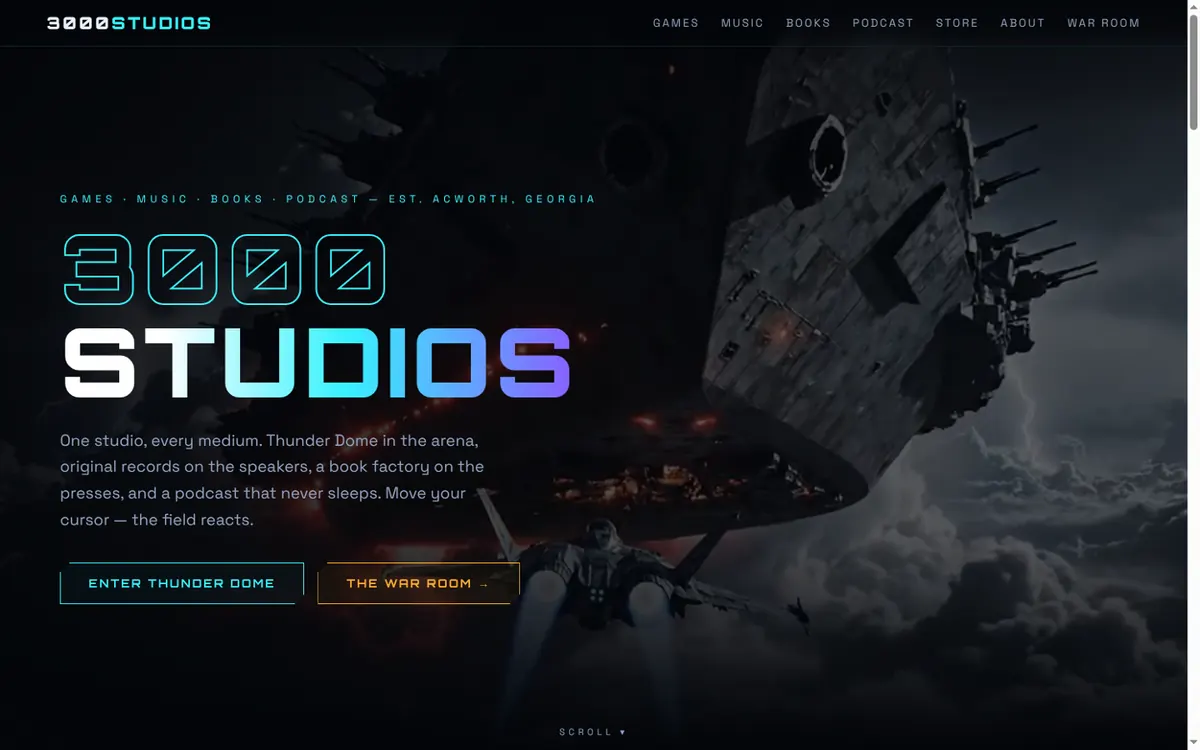 3000STUDIOS
GAMES MUSIC BOOKS PODCAST STORE ABOUT WAR ROOM
GAMES · MUSIC · BOOKS · PODCAST — EST. ACWORTH, GEORGIA
3000
STUDIOS
One studio, every medium. Thunder Dome in the arena,
original records on the speakers, a book factory on the
presses, and a podcast that never sleeps. Move your
cursor — the field reacts.
ENTER THUNDER DOME THE WAR ROOM →
SCROLL ▾